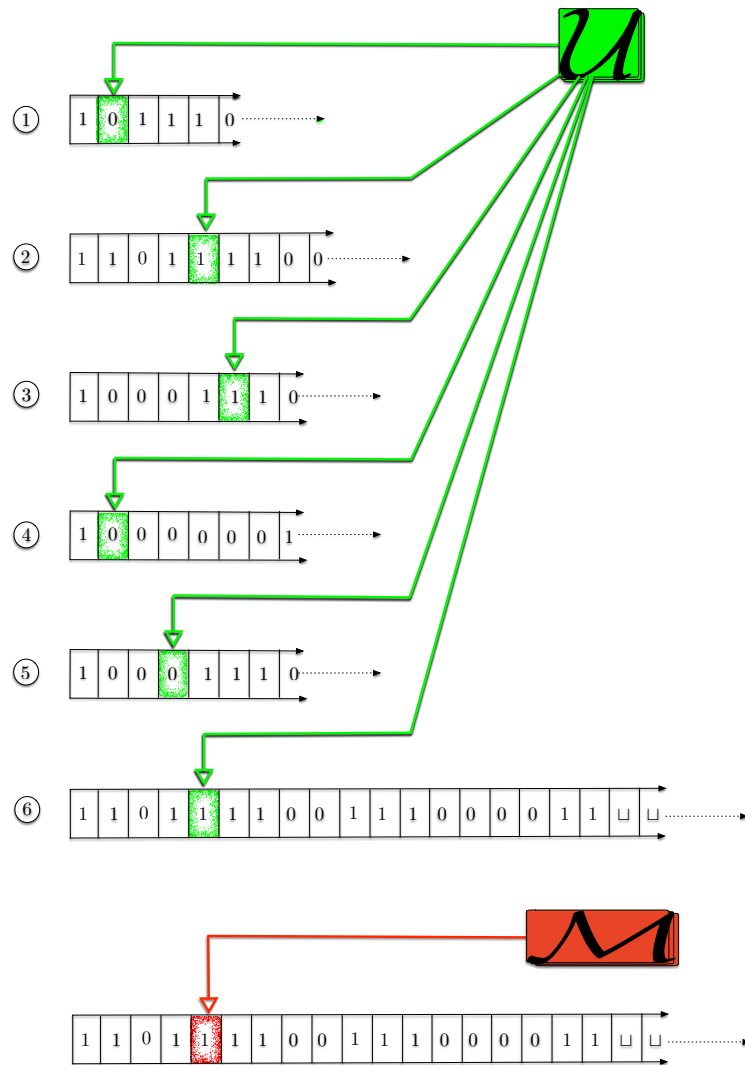 𝒰
① 1 0 1 1 1 0
② 1 1 0 1 1 1 1 0 0
③ 1 0 0 0 1 1 1 0
④ 1 0 0 0 0 0 0 1
⑤ 1 0 0 0 1 1 1 0
⑥ 1 1 0 1 1 1 1 0 0 1 1 1 0 0 0 0 1 1 ⊔ ⊔
ℳ
1 1 0 1 1 1 1 0 0 1 1 1 0 0 0 0 1 1 ⊔ ⊔